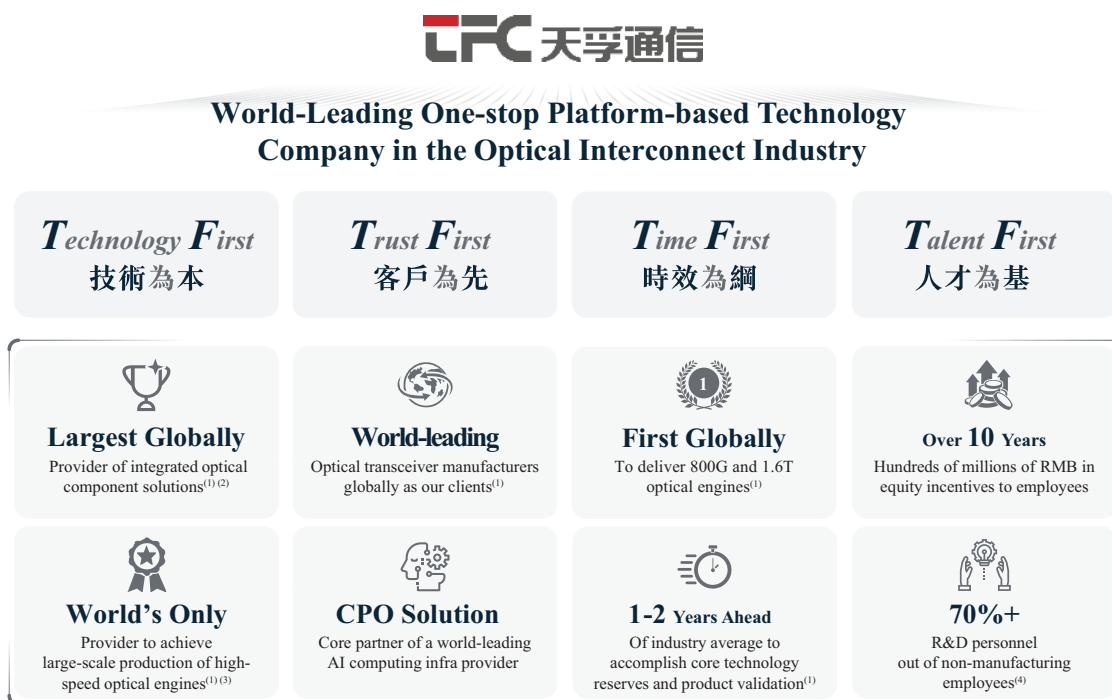 TFC 天孚通信
World-Leading One-stop Platform-based Technology
Company in the Optical Interconnect Industry
Technology First
技術為本
Trust First
客戶為先
Time First
時效為綱
Talent First
人才為基
Largest Globally
Provider of integrated optical
component solutions(1) (2)
World-leading
Optical transceiver manufacturers
globally as our clients(1)
1
First Globally
To deliver 800G and 1.6T
optical engines(1)
Over 10 Years
Hundreds of millions of RMB in
equity incentives to employees
World’s Only
Provider to achieve
large-scale production of high-
speed optical engines(1) (3)
CPO Solution
Core partner of a world-leading
AI computing infra provider
1-2 Years Ahead
Of industry average to
accomplish core technology
reserves and product validation(1)
70%+
R&D personnel
out of non-manufacturing
employees(4)